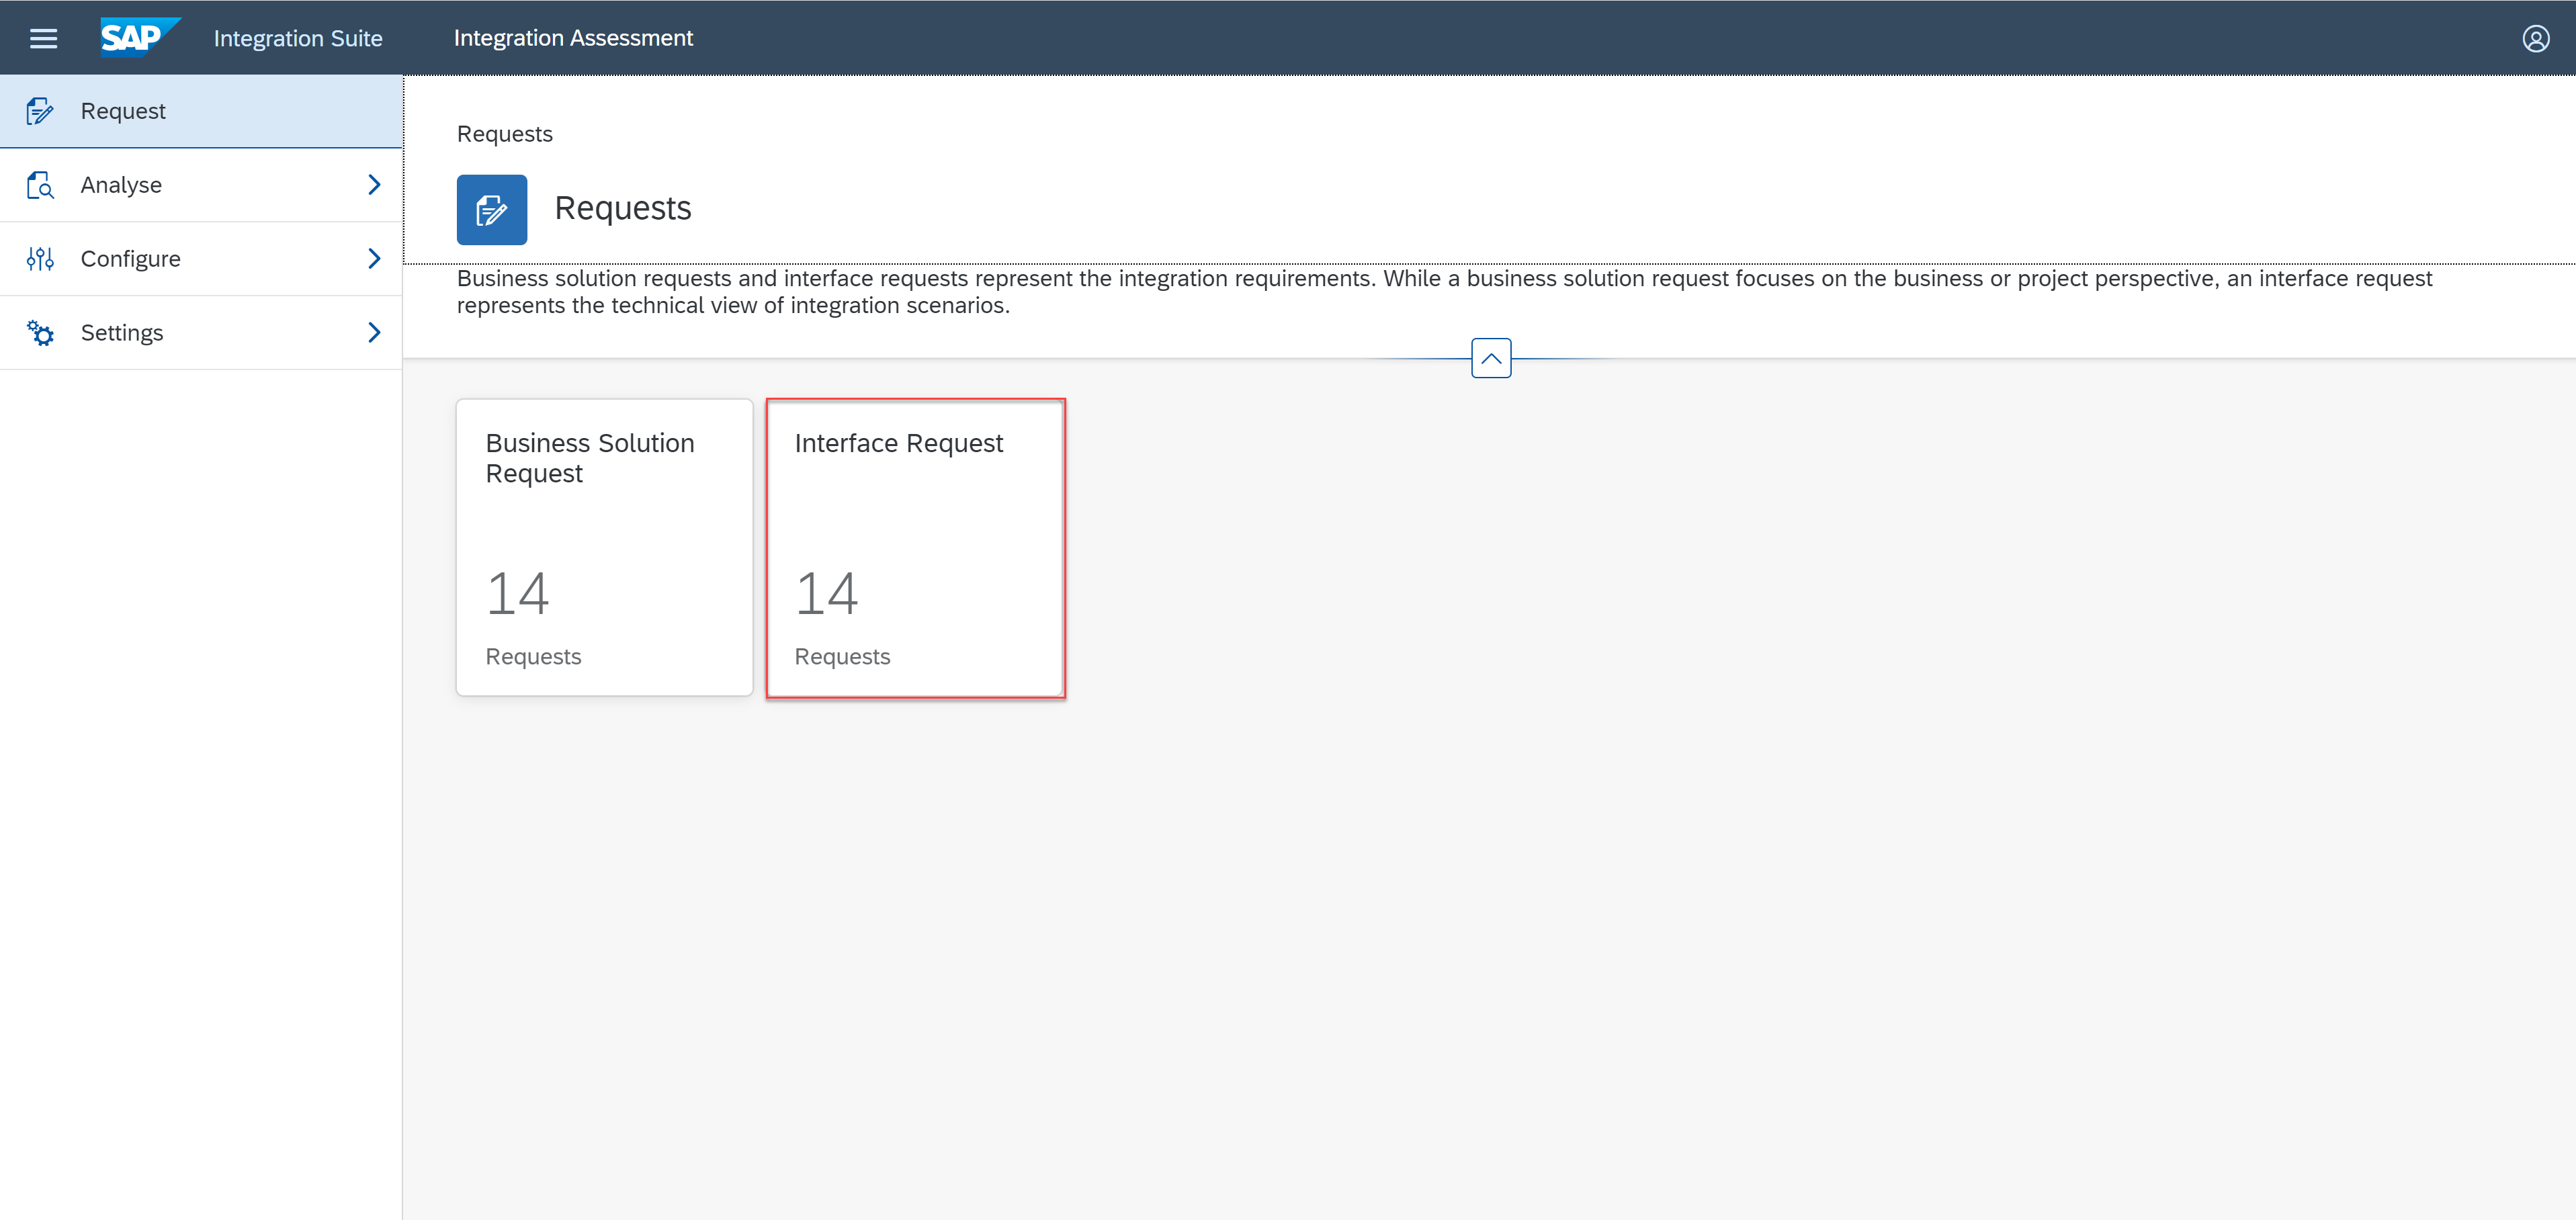 SAP Integration Suite Integration Assessment
Request
Analyse
Configure
Settings
Requests
Requests
Business solution requests and interface requests represent the integration requirements. While a business solution request focuses on the business or project perspective, an interface request
represents the technical view of integration scenarios.
Business Solution
Request
14
Requests
Interface Request
14
Requests